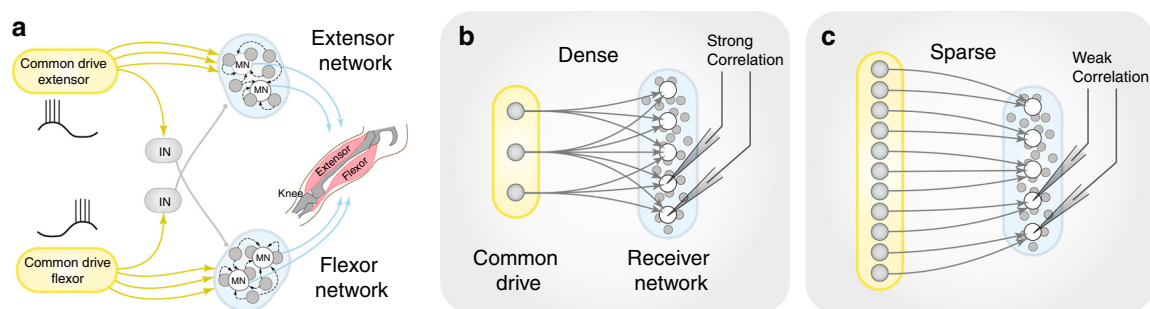 a
Common drive
extensor
IN
IN
Common drive
flexor
MN
MN
Extensor
network
Extensor
Flexor
Knee
MN
MN
Flexor
network
b
Dense
Strong
Correlation
Common
drive
Receiver
network
c
Sparse
Weak
Correlation